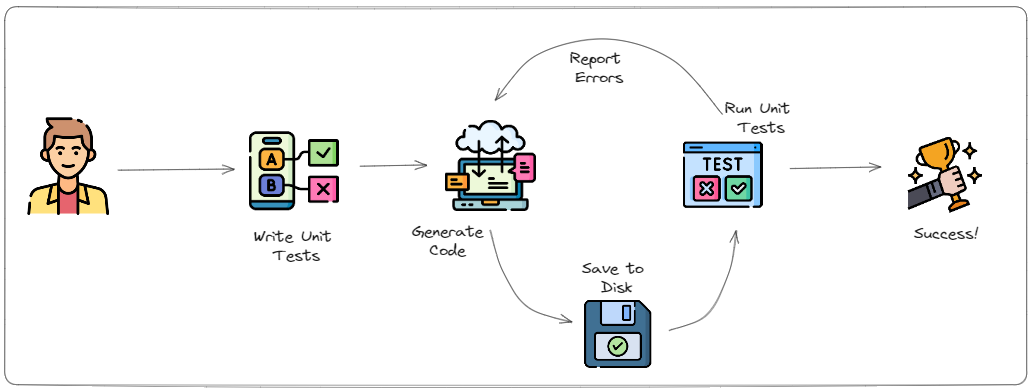 Report
Errors
Run Unit
Tests
TEST
A
B
Write Unit
Tests
Generate
Code
Save to
Disk
Success!